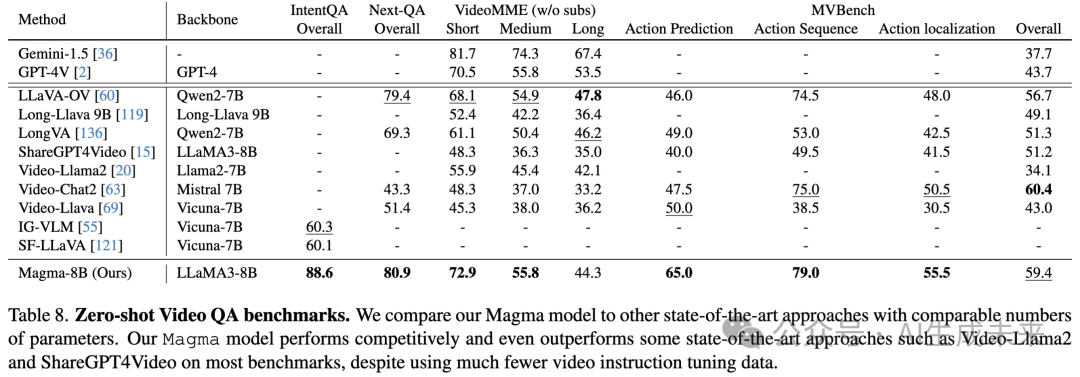 Method Backbone IntentQA Next-QA VideoMME (w/o subs) MVBench
Overall Overall Short Medium Long Action Prediction Action Sequence Action localization Overall
Gemini-1.5 [36] - - - 81.7 74.3 67.4 - - - 37.7
GPT-4V [2] GPT-4 - - 70.5 55.8 53.5 - - - 43.7
LLaVA-OV [60] Qwen2-7B - 79.4 68.1 54.9 47.8 46.0 74.5 48.0 56.7
Long-Llava 9B [119] Long-Llava 9B - - 52.4 42.2 36.4 - - - 49.1
LongVA [136] Qwen2-7B - 69.3 61.1 50.4 46.2 49.0 53.0 42.5 51.3
ShareGPT4Video [15] LLaMA3-8B - - 48.3 36.3 35.0 40.0 49.5 41.5 51.2
Video-Llama2 [20] Llama2-7B - - 55.9 45.4 42.1 - - - 34.1
Video-Chat2 [63] Mistral 7B - 43.3 48.3 37.0 33.2 47.5 75.0 50.5 60.4
Video-Llava [69] Vicuna-7B - 51.4 45.3 38.0 36.2 50.0 38.5 30.5 43.0
IG-VLM [55] Vicuna-7B 60.3 - - - - - - - -
SF-LLaVA [121] Vicuna-7B 60.1 - - - - - - - -
Magma-8B (Ours) LLaMA3-8B 88.6 80.9 72.9 55.8 44.3 65.0 79.0 55.5 59.4
Table 8. Zero-shot Video QA benchmarks. We compare our Magma model to other state-of-the-art approaches with comparable numbers
of parameters. Our Magma model performs competitively and even outperforms some state-of-the-art approaches such as Video-Llama2
and ShareGPT4Video on most benchmarks, despite using much fewer video instruction tuning data.
公众号 · AI生成未来